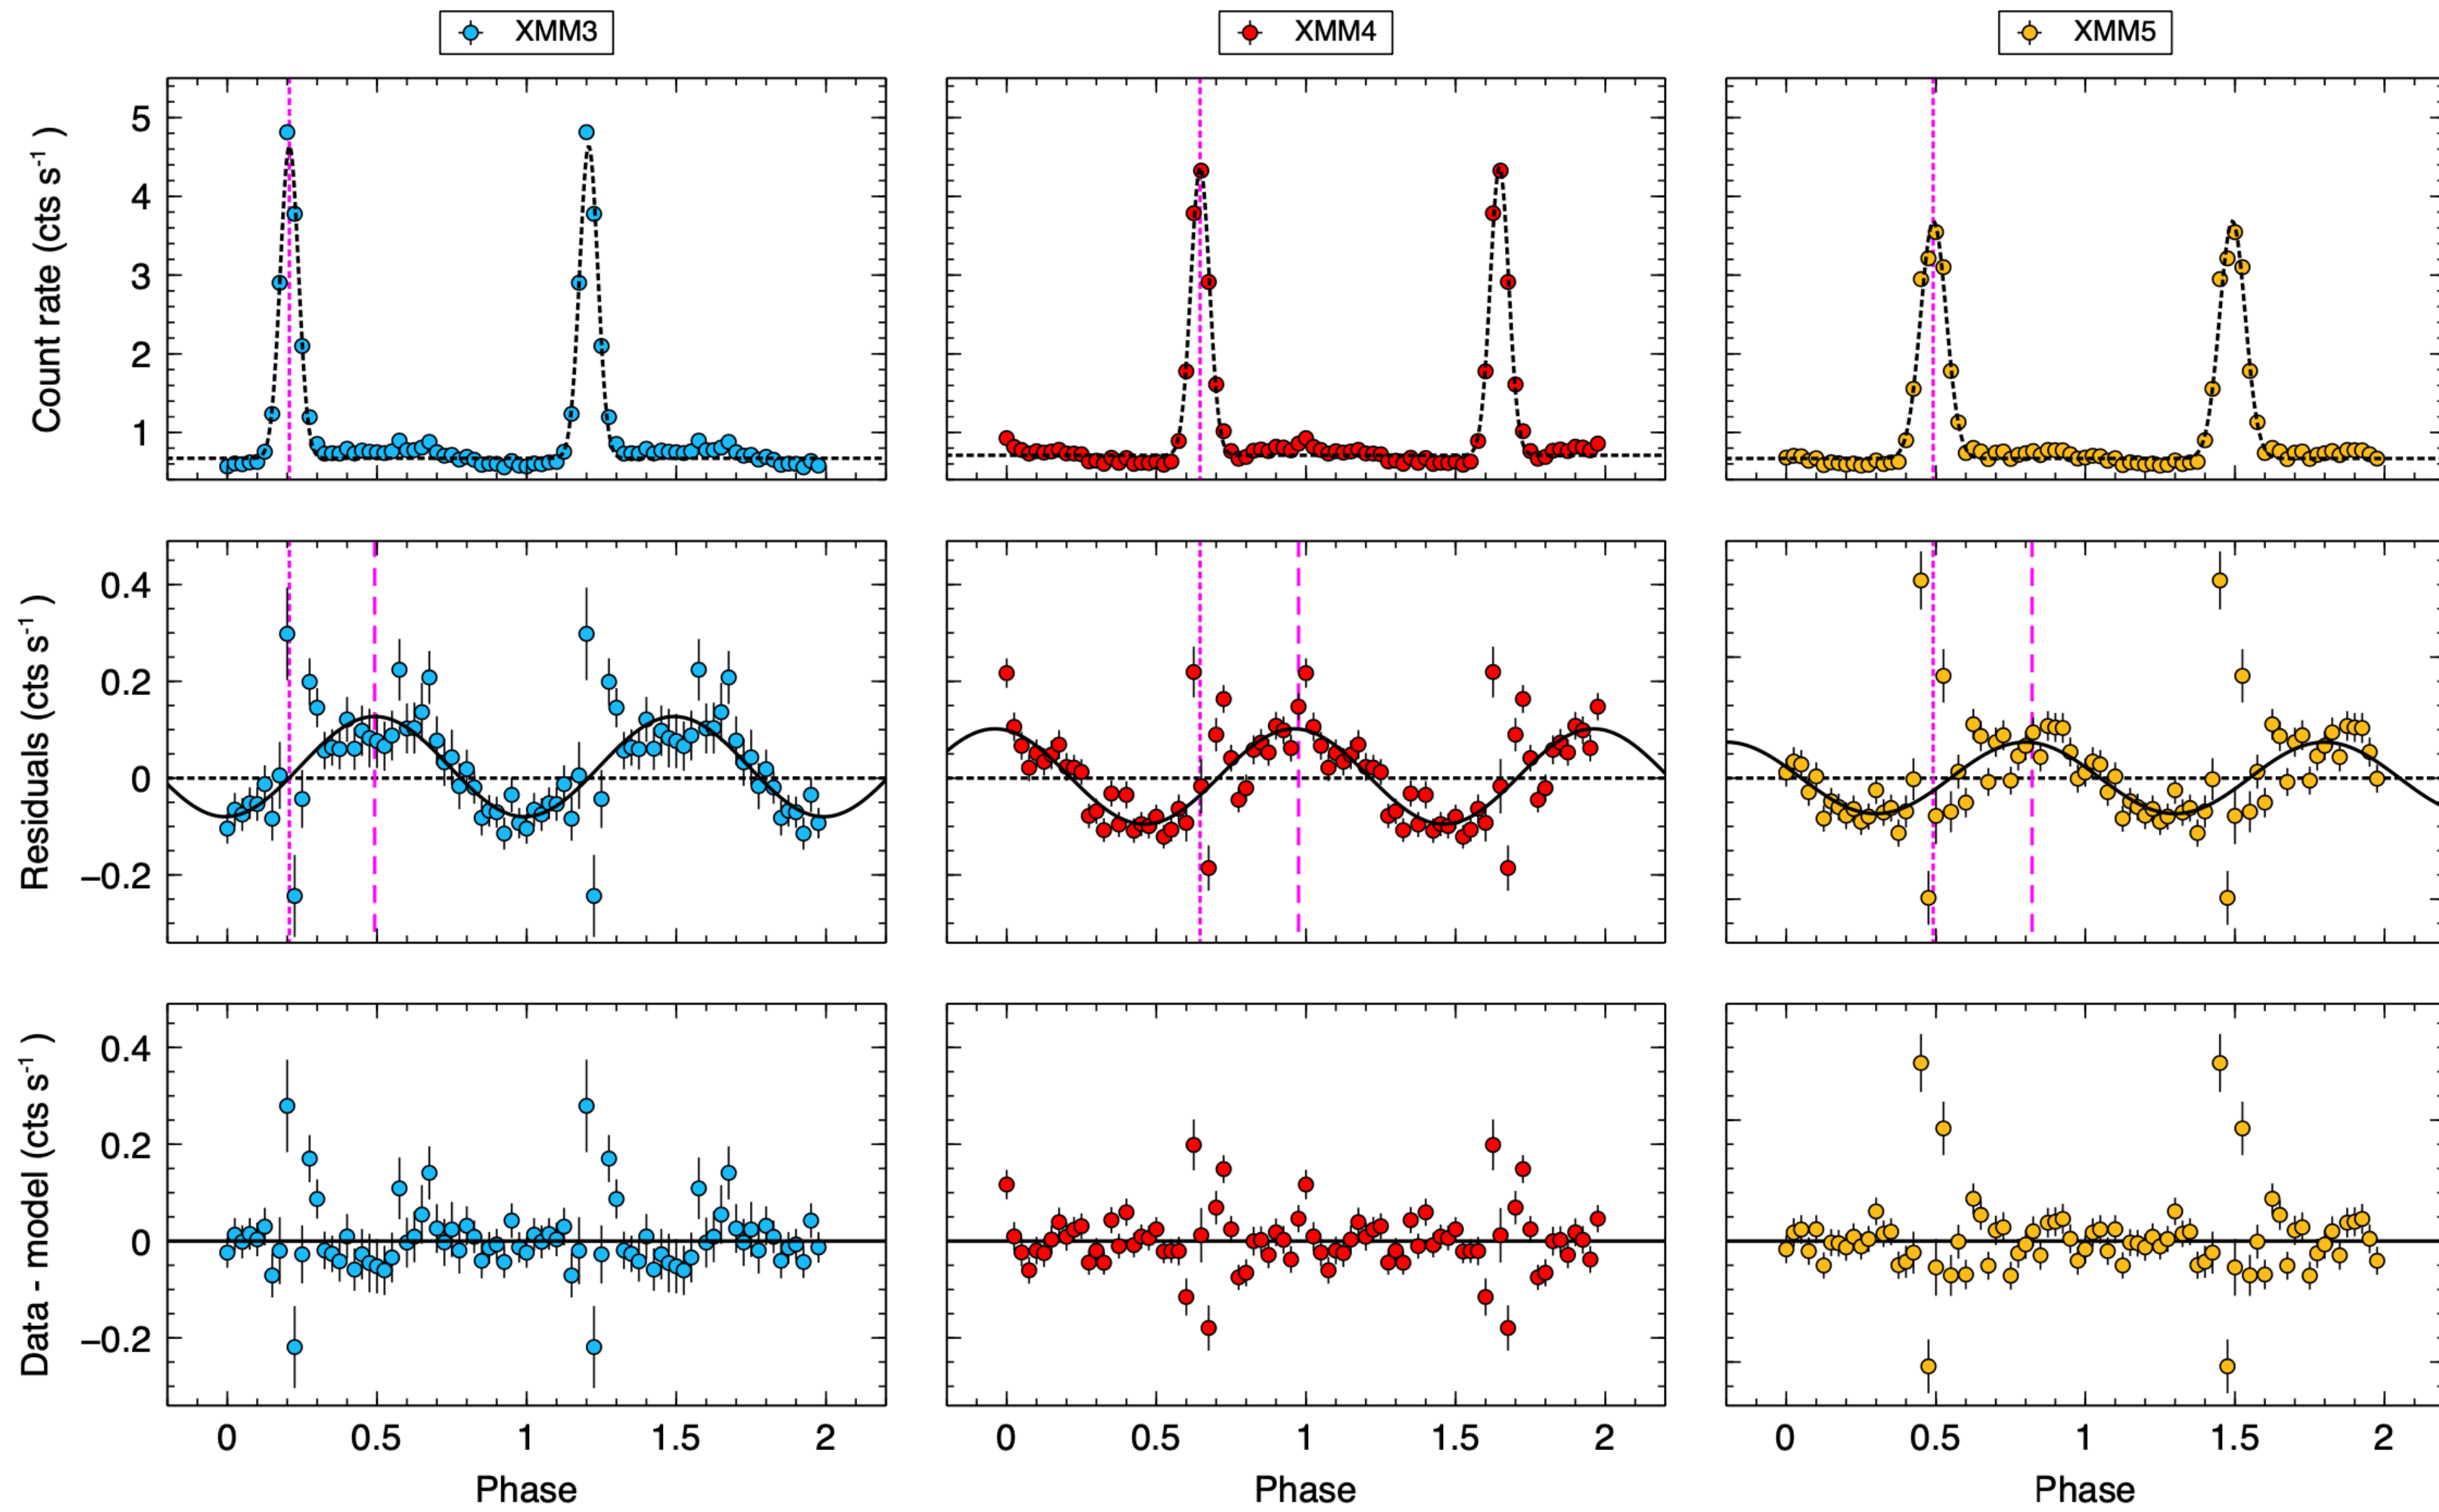 XMM3
XMM4
XMM5
Count rate (cts s⁻¹ )
5
4
3
2
1
Residuals (cts s⁻¹ )
0.4
0.2
0
−0.2
Data - model (cts s⁻¹ )
0.4
0.2
0
−0.2
0 0.5 1 1.5 2
0 0.5 1 1.5 2
0 0.5 1 1.5 2
Phase
Phase
Phase